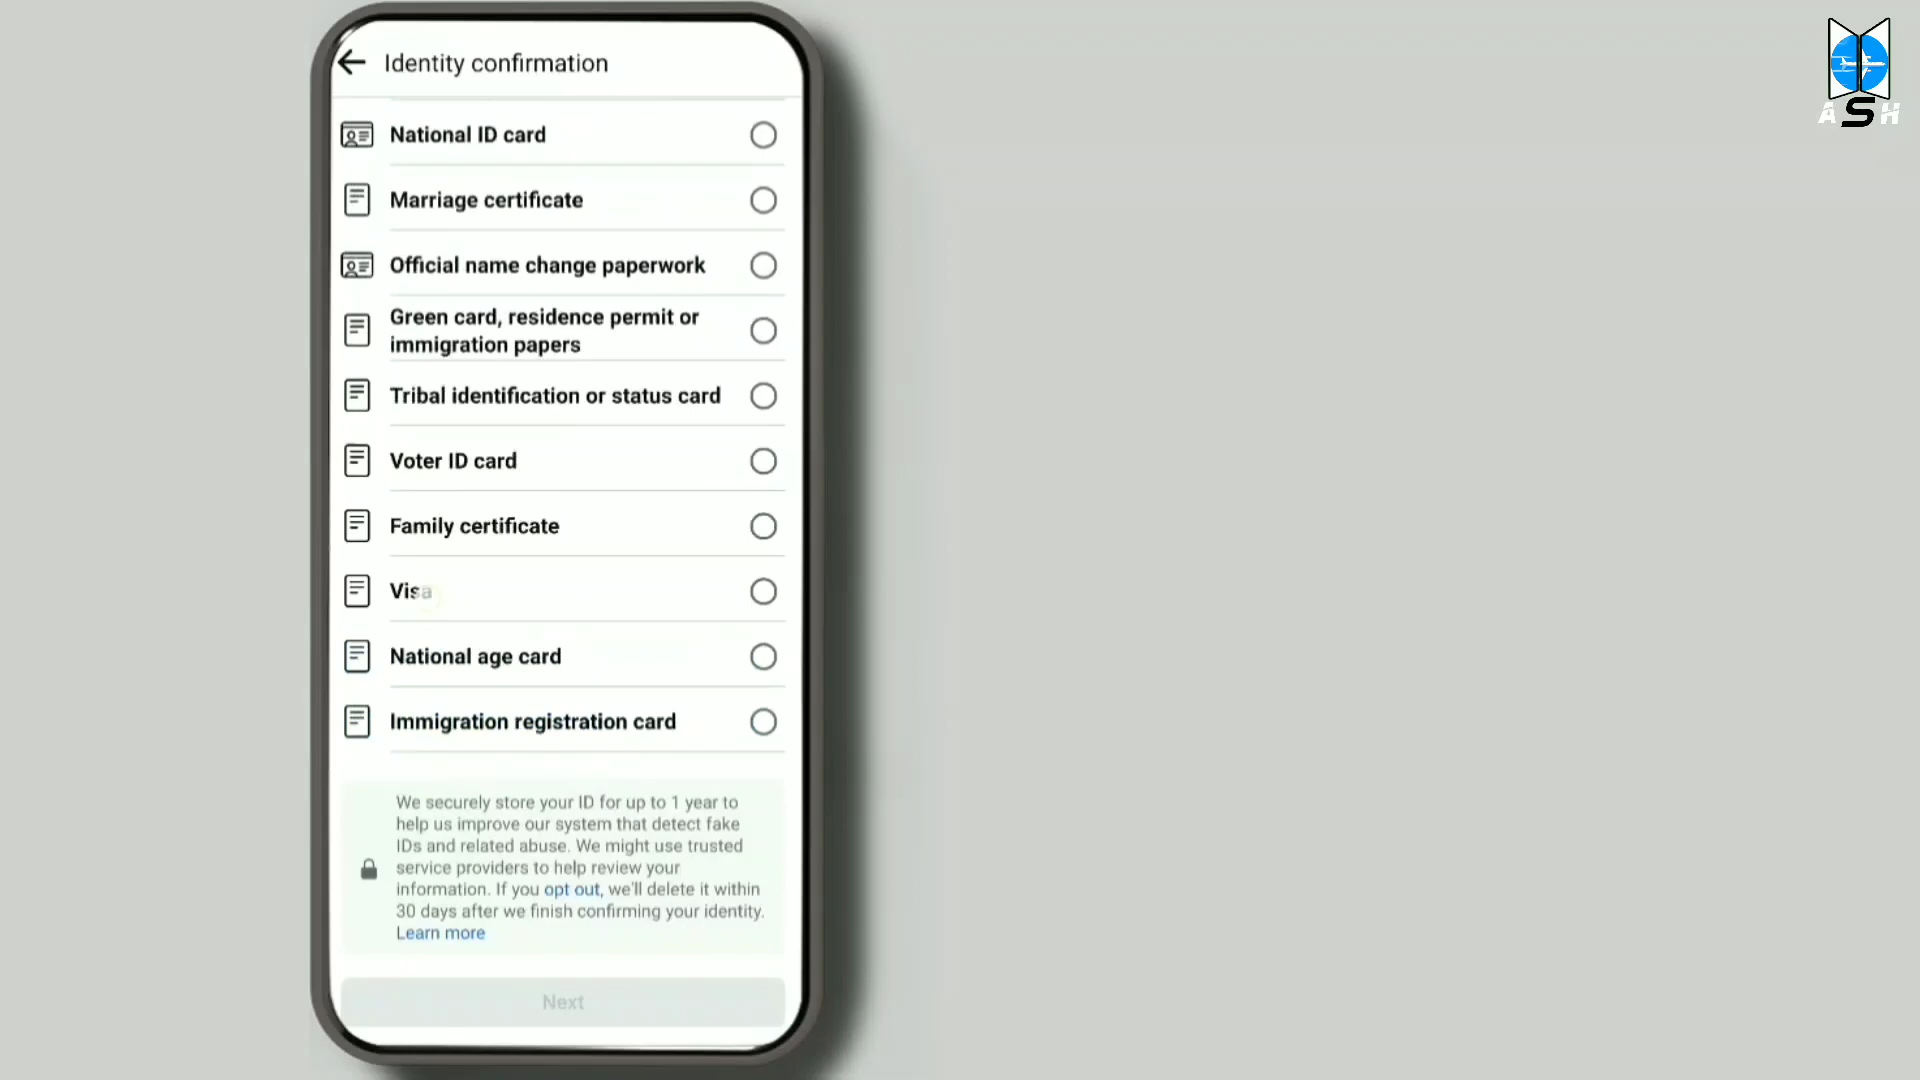 Identity confirmation
National ID card
Marriage certificate
Official name change paperwork
Green card, residence permit or
immigration papers
Tribal identification or status card
Voter ID card
Family certificate
Visa
National age card
Immigration registration card
We securely store your ID for up to 1 year to
help us improve our system that detect fake
IDs and related abuse. We might use trusted
service providers to help review your
information. If you opt out, we'll delete it within
30 days after we finish confirming your identity.
Learn more
Next
ASH